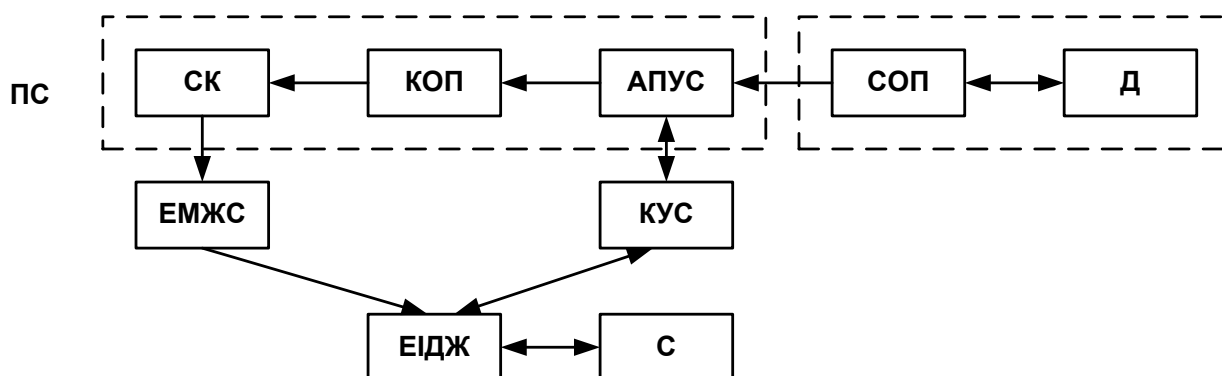 ПС
СК
КОП
АПУС
СОП
Д
ЕМЖС
КУС
ЕІДЖ
С